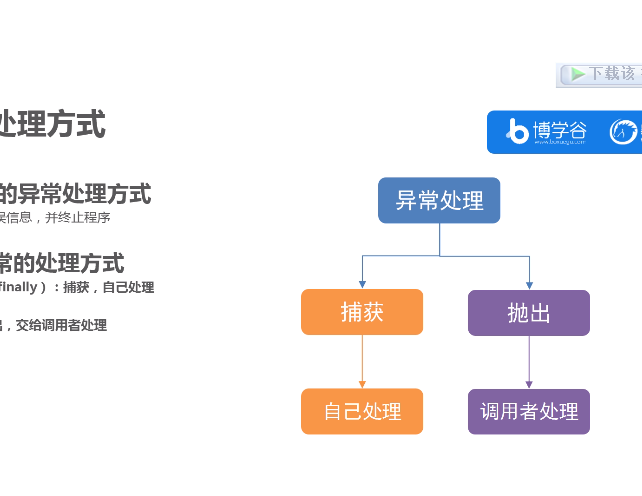 下载该
处理方式
博学谷
www.boxuegu.com
的异常处理方式
误信息，并终止程序
异常处理
常的处理方式
finally）：捕获，自己处理
出，交给调用者处理
捕获
抛出
自己处理
调用者处理